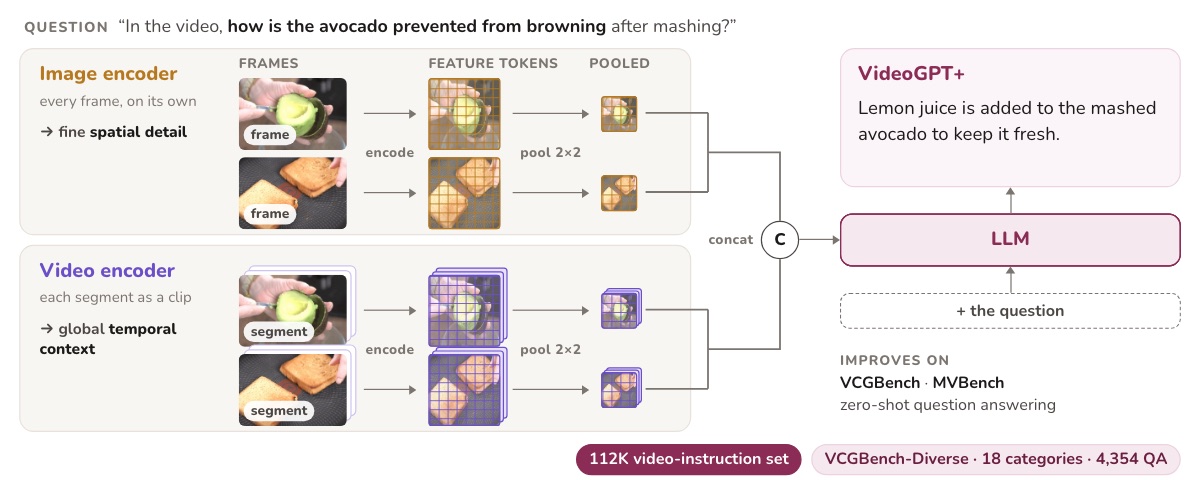 QUESTION “In the video, how is the avocado prevented from browning after mashing?”
Image encoder
every frame, on its own
→ fine spatial detail
FRAMES
FEATURE TOKENS
POOLED
frame
encode
pool 2×2
frame
Video encoder
each segment as a clip
→ global temporal
context
segment
encode
pool 2×2
segment
concat
C
VideoGPT+
Lemon juice is added to the mashed
avocado to keep it fresh.
LLM
+ the question
IMPROVES ON
VCGBench · MVBench
zero-shot question answering
112K video-instruction set
VCGBench-Diverse · 18 categories · 4,354 QA